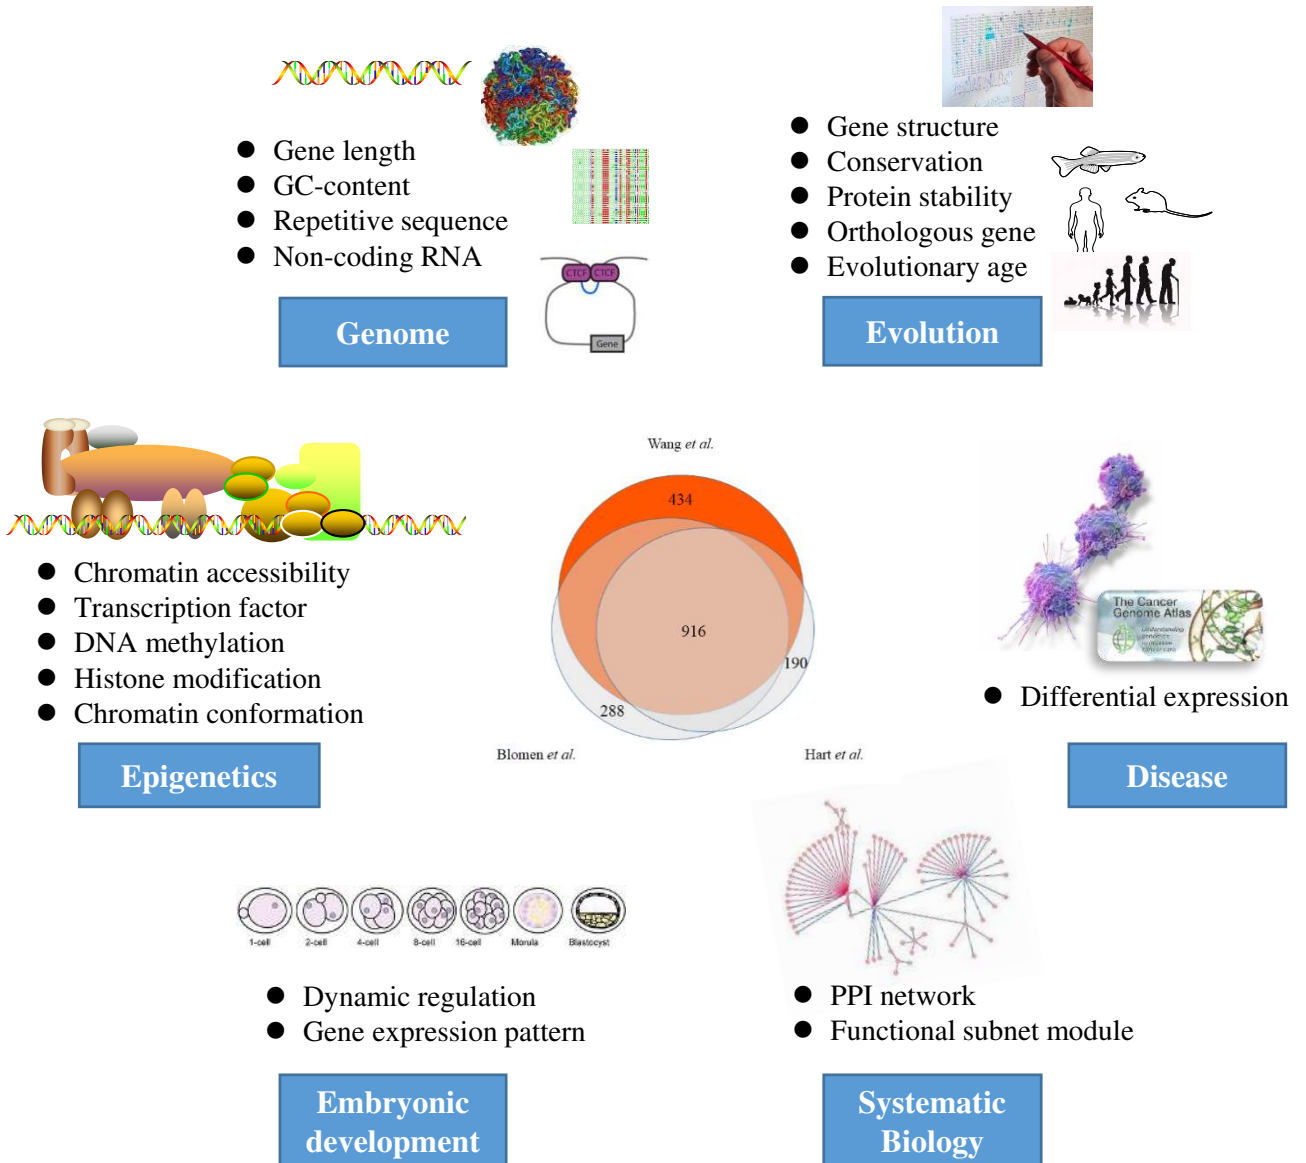 Gene length
GC-content
Repetitive sequence
Non-coding RNA
CTCF CTCF
Gene
Genome
Gene structure
Conservation
Protein stability
Orthologous gene
Evolutionary age
Evolution
Chromatin accessibility
Transcription factor
DNA methylation
Histone modification
Chromatin conformation
Epigenetics
Wang et al.
434
916
190
288
Blomen et al.
Hart et al.
The Cancer
Genome Atlas
Understanding
genomics
Differential expression
Disease
1-cell 2-cell 4-cell 8-cell 16-cell Morula Blastocyst
Dynamic regulation
Gene expression pattern
Embryonic
development
PPI network
Functional subnet module
Systematic
Biology